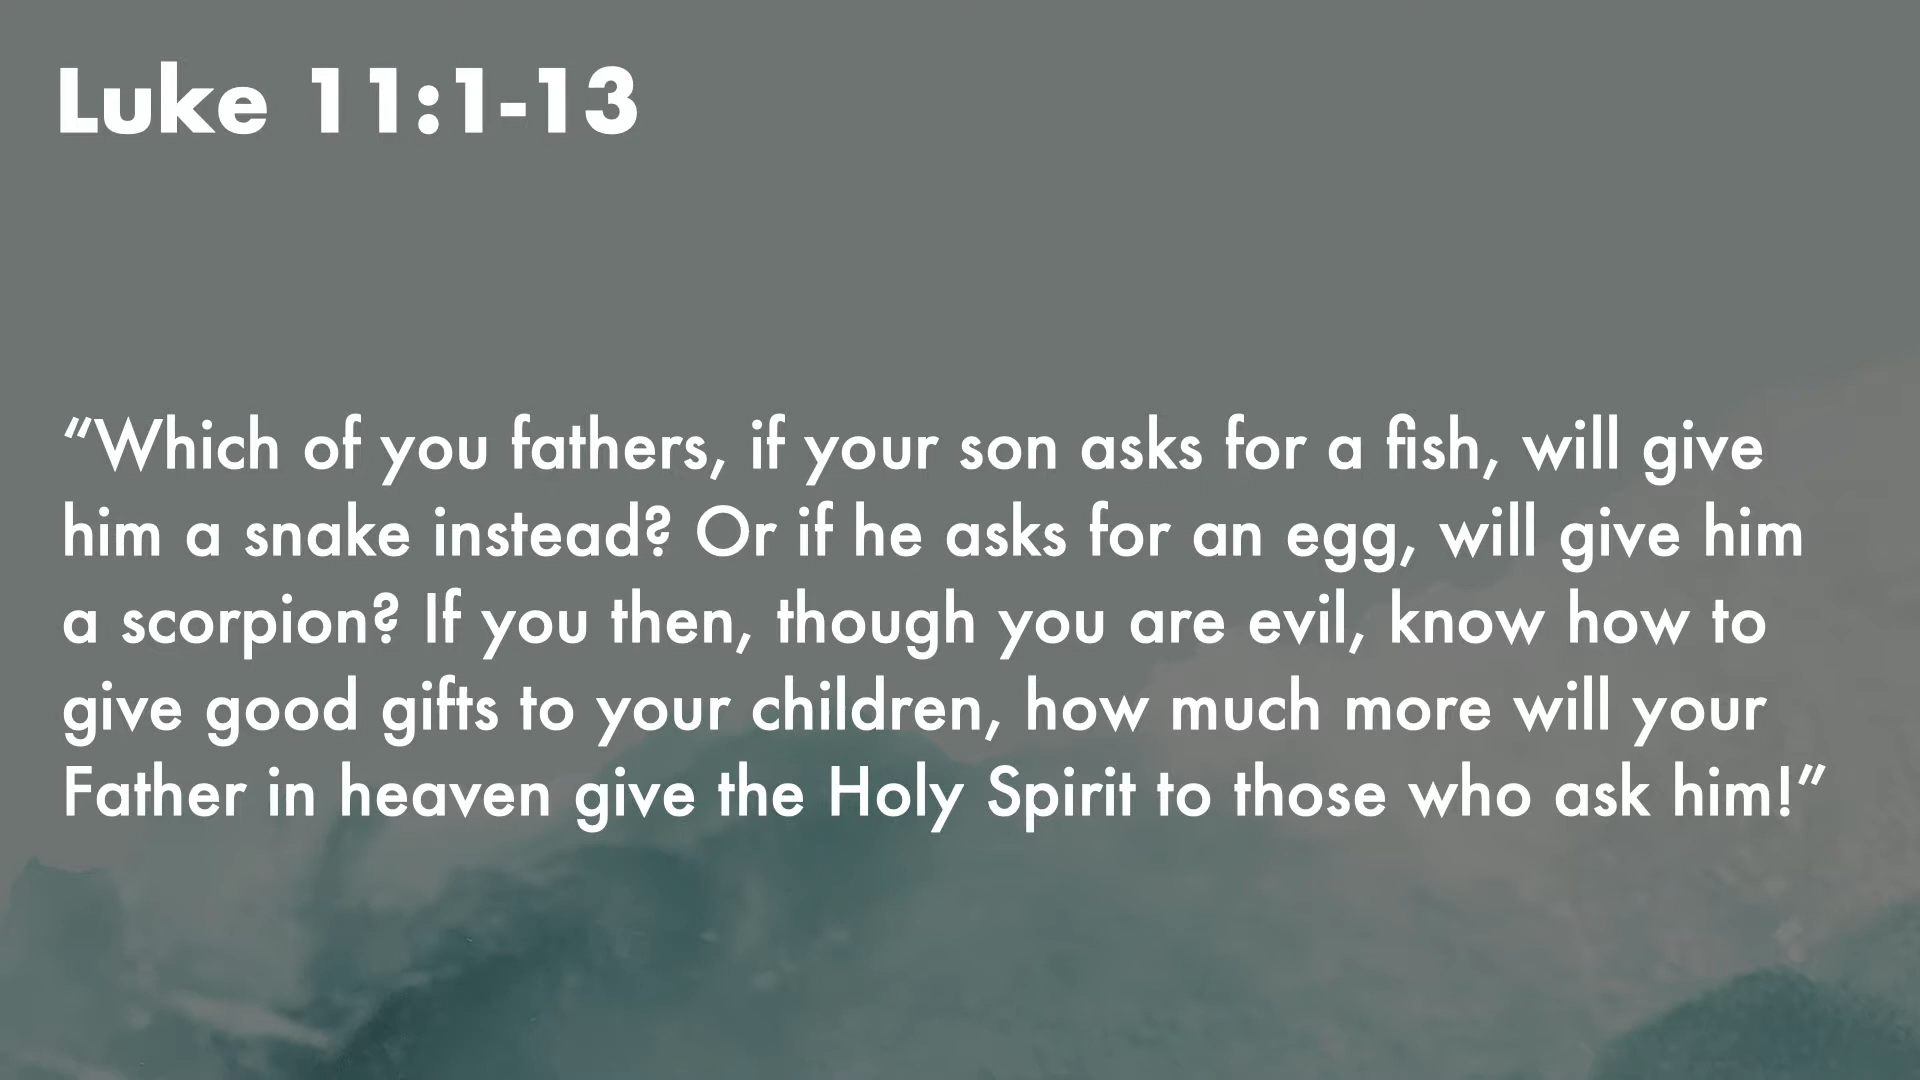 Luke 11:1-13
“Which of you fathers, if your son asks for a fish, will give
him a snake instead? Or if he asks for an egg, will give him
a scorpion? If you then, though you are evil, know how to
give good gifts to your children, how much more will your
Father in heaven give the Holy Spirit to those who ask him!”